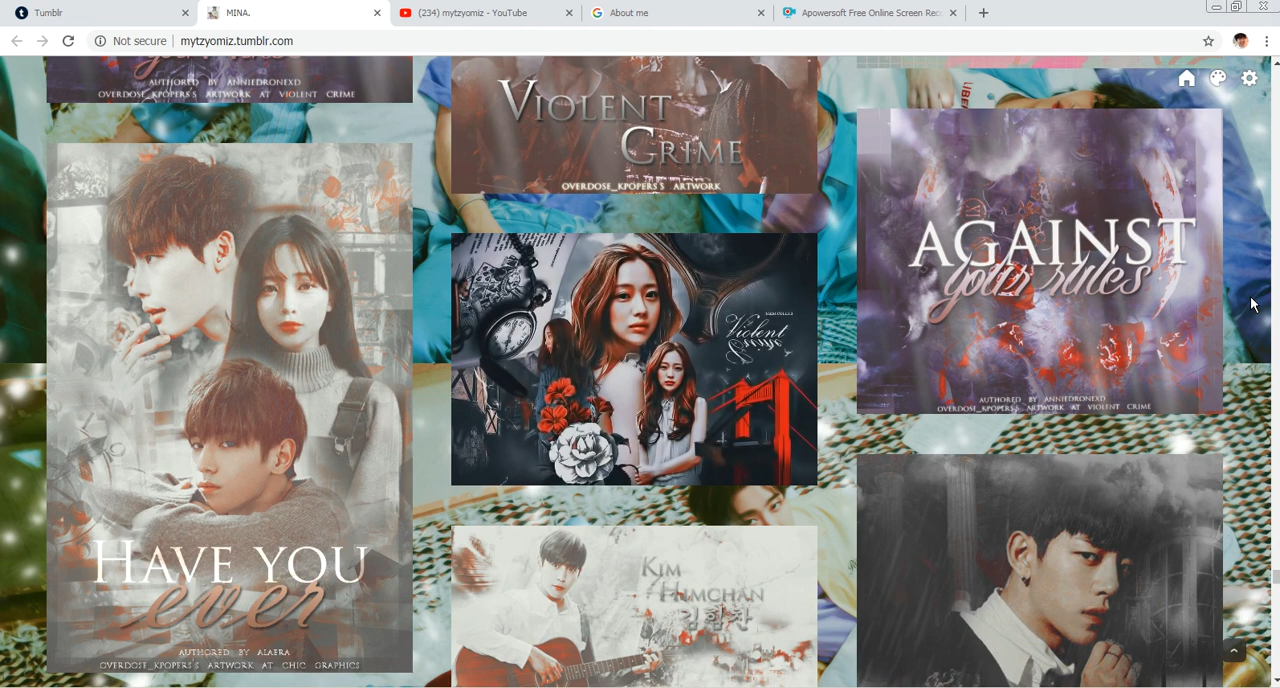 Tumblr
MINA.
(234) mytzyomiz - YouTube
About me
Apowersoft Free Online Screen Rec
Not secure
mytzyomiz.tumblr.com
AUTHORED BY ANNIEDRONEXD
OVERDOSE_KPOPERS'S ARTWORK AT VIOLENT CRIME
HAVE YOU
ever
AUTHORED BY ALAERA
OVERDOSE_KPOPERS'S ARTWORK AT CHIC GRAPHICS
VIOLENT
CRIME
OVERDOSE_KPOPERS'S ARTWORK
Violent
Crime
KIM
HIMCHAN
김힘찬
AGAINST
your rules
AUTHORED BY ANNIEDRONEXD
OVERDOSE_KPOPERS'S ARTWORK AT VIOLENT CRIME